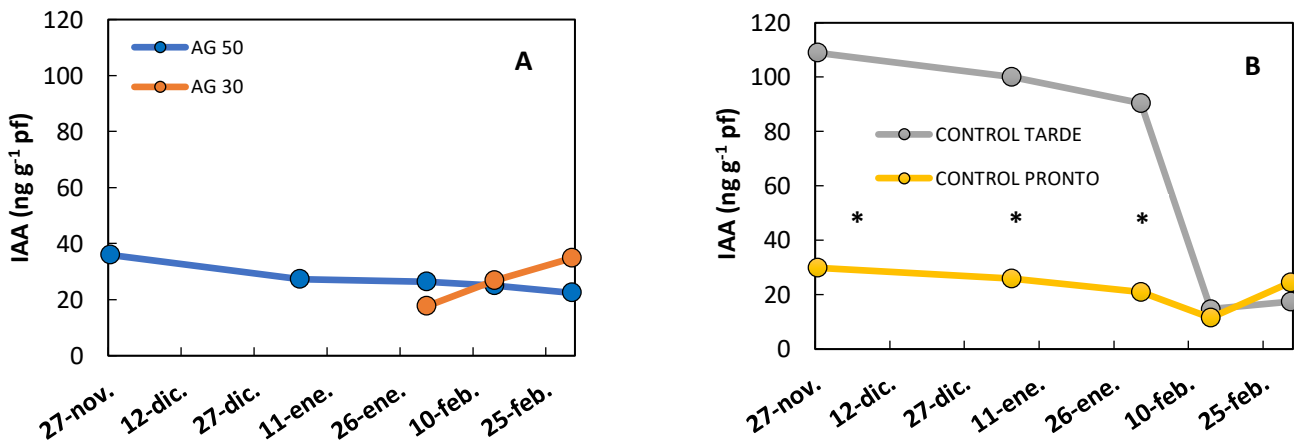 A
AG 50
AG 30
IAA (ng g-1 pf)
120
100
80
60
40
20
0
27-nov.
12-dic.
27-dic.
11-ene.
26-ene.
10-feb.
25-feb.
B
CONTROL TARDE
CONTROL PRONTO
* * *
IAA (ng g-1 pf)
120
100
80
60
40
20
0
27-nov.
12-dic.
27-dic.
11-ene.
26-ene.
10-feb.
25-feb.